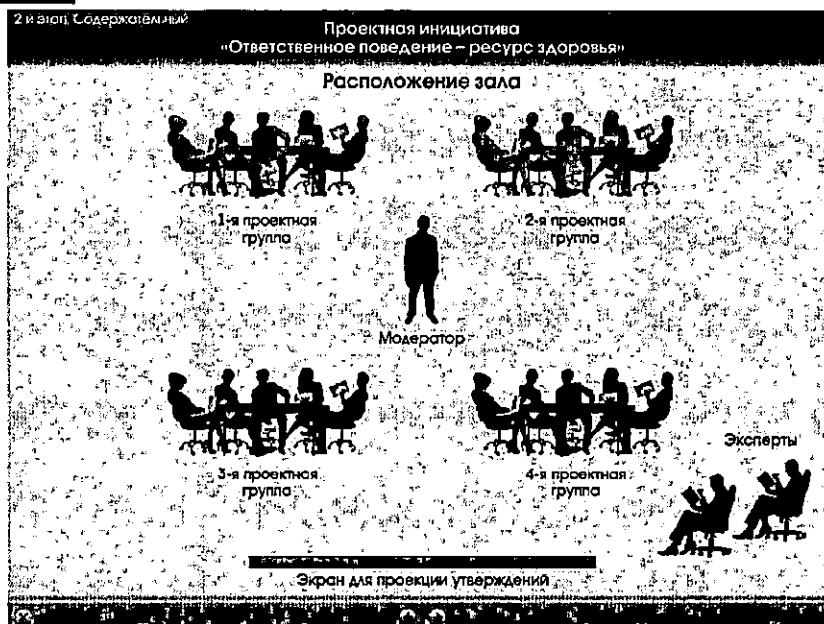 2 й этап. Содержательный
Проектная инициатива
«Ответственное поведение – ресурс здоровья»
Расположение зала
1-я проектная
группа
2-я проектная
группа
Модератор
3-я проектная
группа
4-я проектная
группа
Эксперты
Экран для проекции утверждений